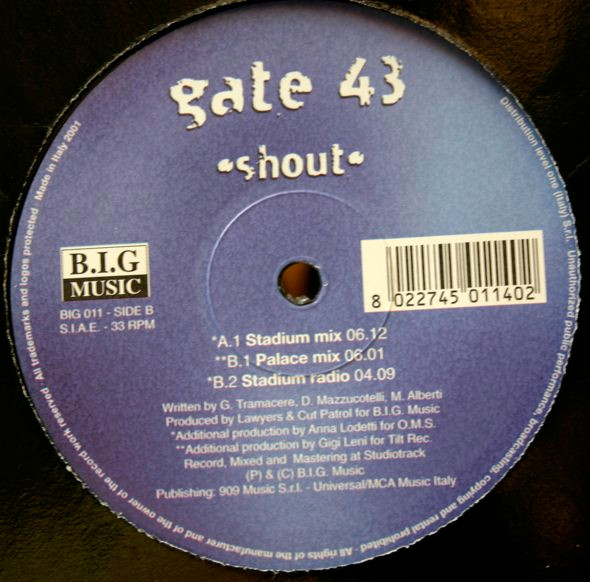 gate 43
•shout•
B.I.G
MUSIC
BIG 011 - SIDE B
S.I.A.E. - 33 RPM
8 022745 011402
*A.1 Stadium mix 06.12
**B.1 Palace mix 06.01
*B.2 Stadium radio 04.09
Written by G. Tramacere, D. Mazzucotelli, M. Alberti
Produced by Lawyers & Cut Patrol for B.I.G. Music
*Additional production by Anna Lodetti for O.M.S.
**Additional production by Gigi Leni for Tilt Rec.
Record, Mixed and Mastering at Studiotrack
(P) & (C) B.I.G. Music
Publishing: 909 Music S.r.l. - Universal/MCA Music Italy
Distribution level one (Italy) S.r.l. · Unauthorized public performance, broadcasting, copying and rental prohibited · All rights of the manufacturer and of the owner of the record work reserved · All trademarks and logos protected · Made in Italy 2001